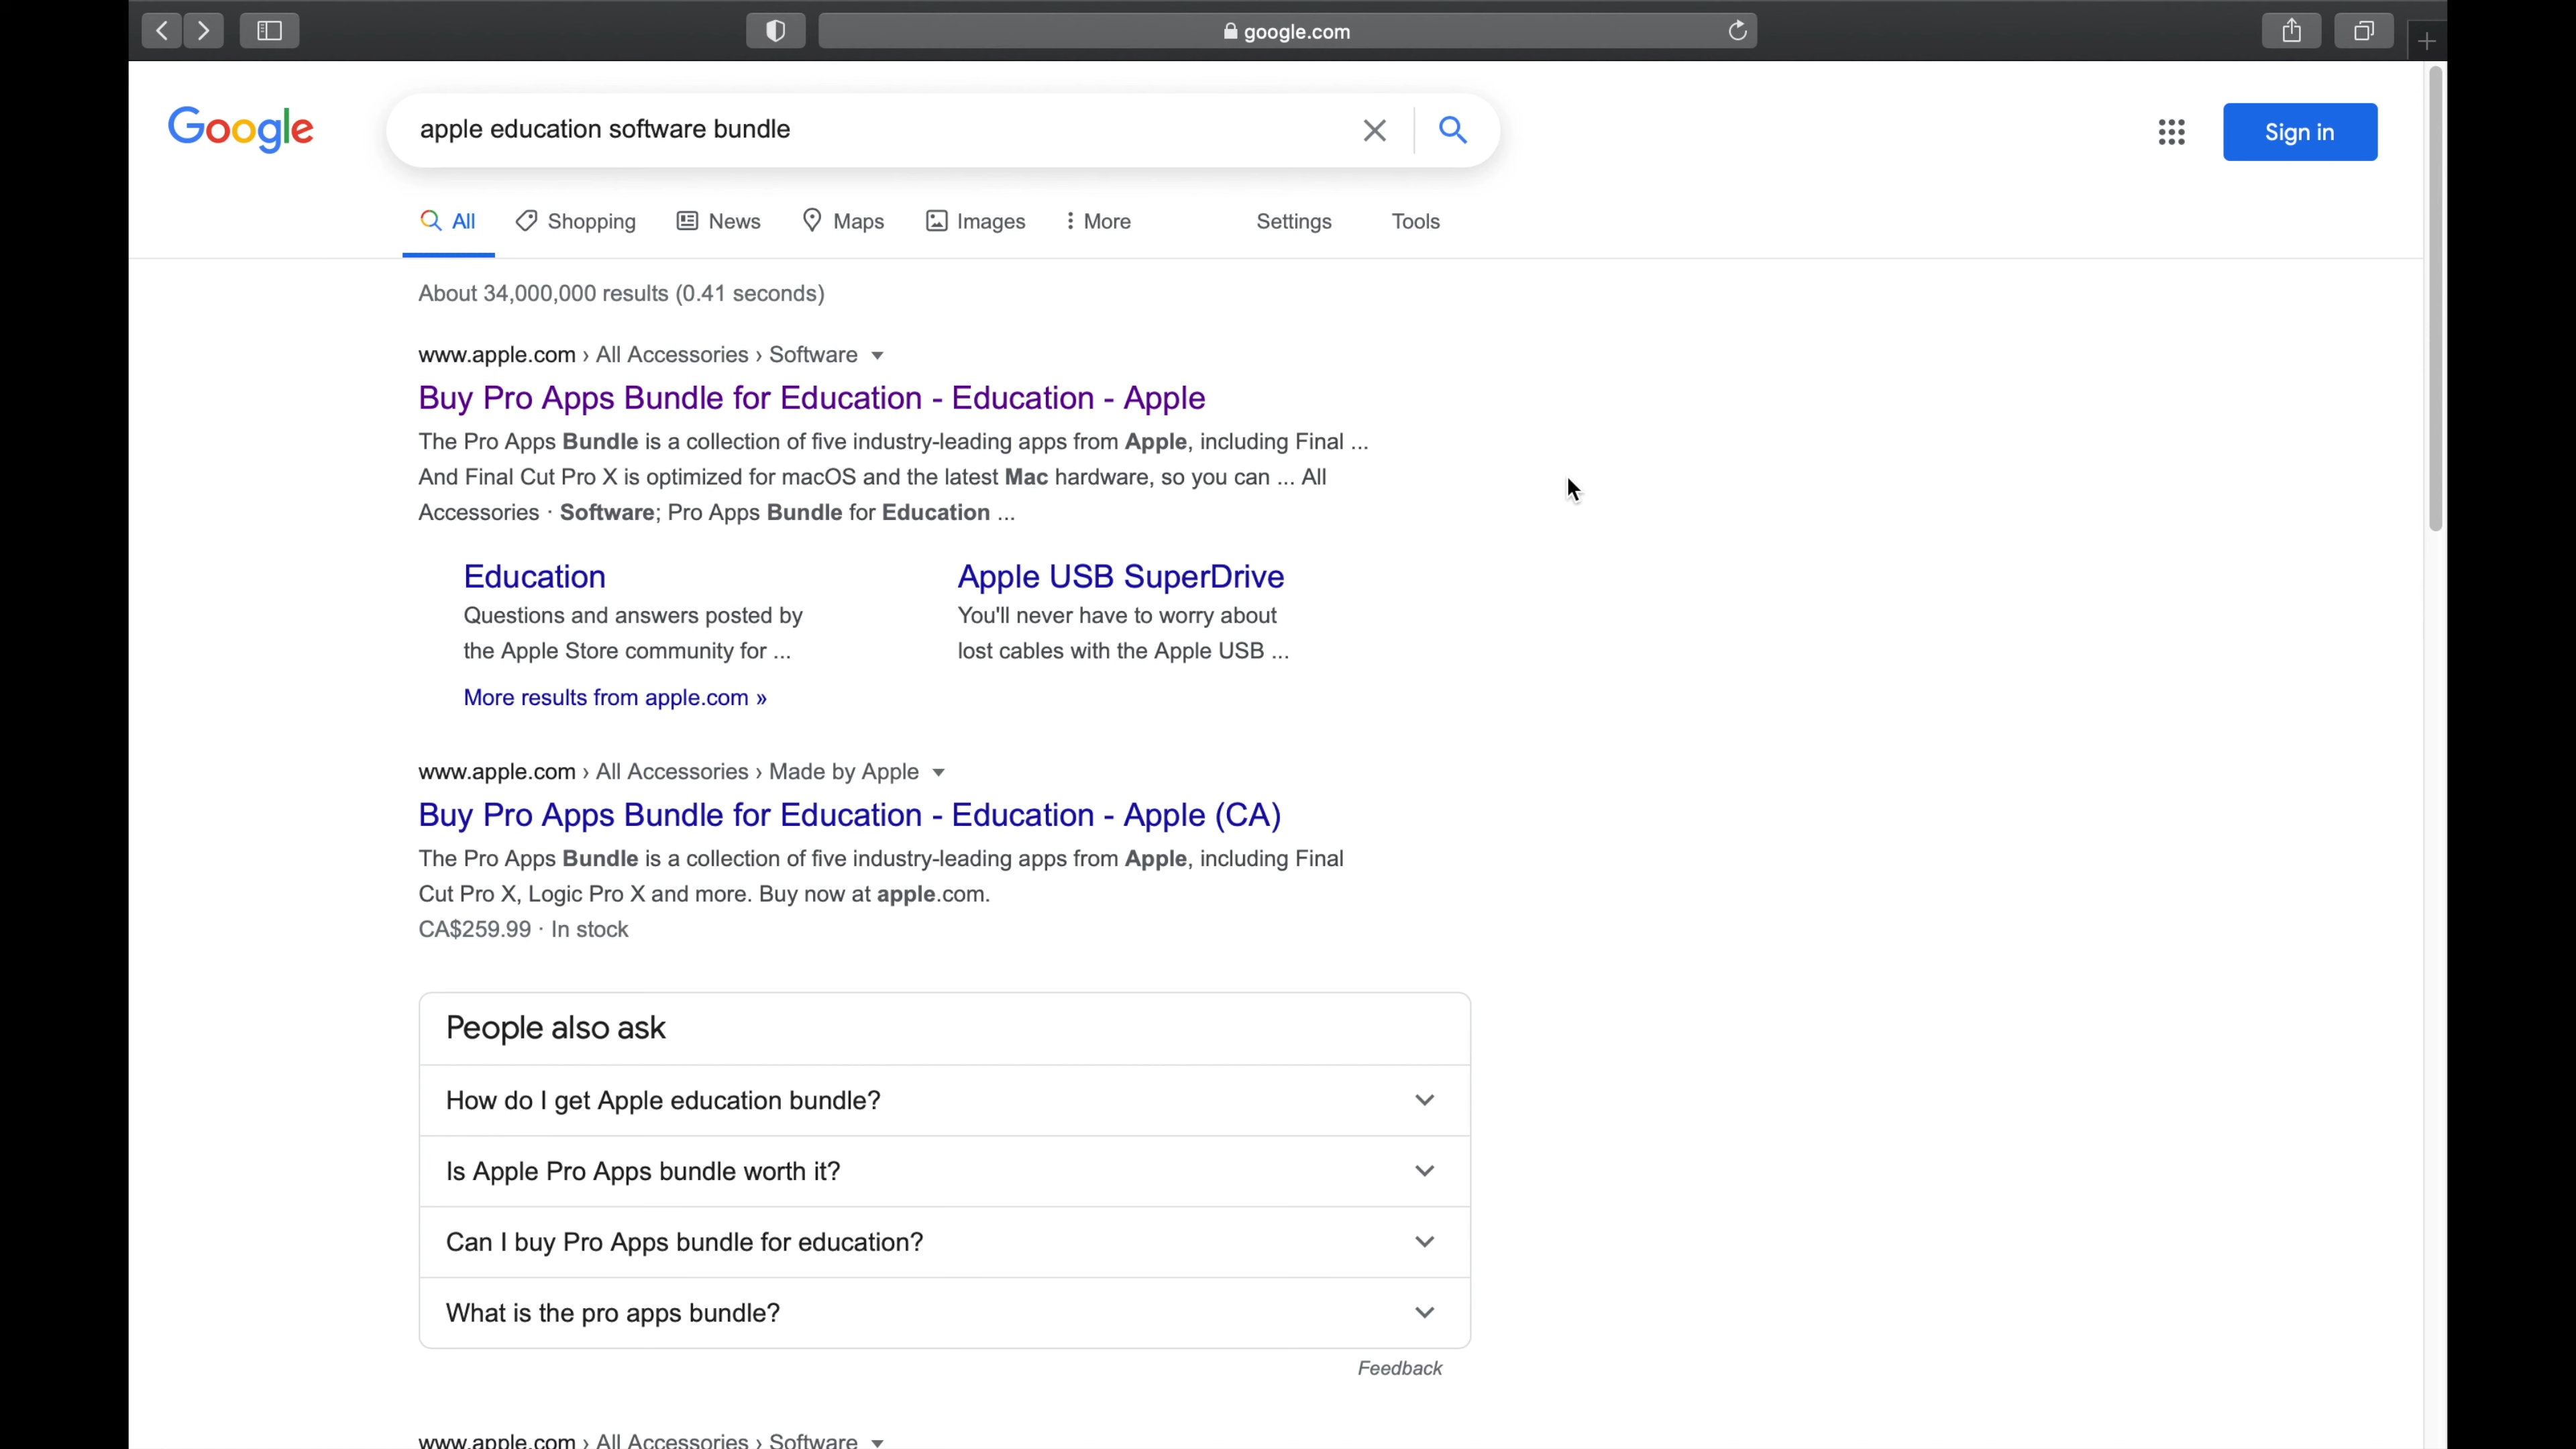 google.com
Google
apple education software bundle
Sign in
All Shopping News Maps Images More Settings Tools
About 34,000,000 results (0.41 seconds)
www.apple.com › All Accessories › Software
Buy Pro Apps Bundle for Education - Education - Apple
The Pro Apps Bundle is a collection of five industry-leading apps from Apple, including Final ...
And Final Cut Pro X is optimized for macOS and the latest Mac hardware, so you can ... All
Accessories · Software; Pro Apps Bundle for Education ...
Education
Questions and answers posted by
the Apple Store community for ...
Apple USB SuperDrive
You'll never have to worry about
lost cables with the Apple USB ...
More results from apple.com »
www.apple.com › All Accessories › Made by Apple
Buy Pro Apps Bundle for Education - Education - Apple (CA)
The Pro Apps Bundle is a collection of five industry-leading apps from Apple, including Final
Cut Pro X, Logic Pro X and more. Buy now at apple.com.
CA$259.99 · In stock
People also ask
How do I get Apple education bundle?
Is Apple Pro Apps bundle worth it?
Can I buy Pro Apps bundle for education?
What is the pro apps bundle?
Feedback
www.apple.com › All Accessories › Software